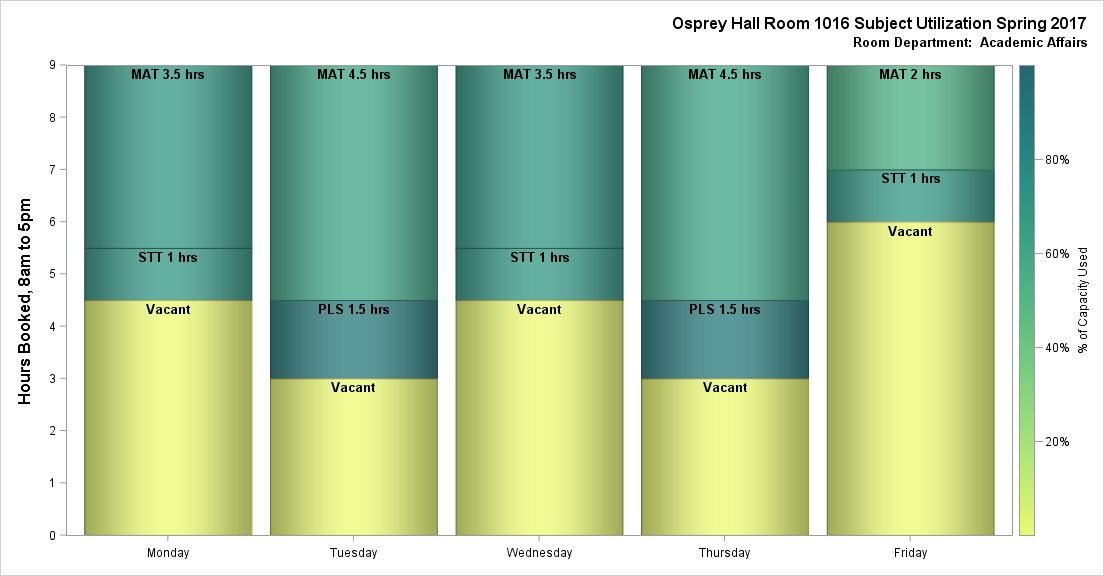 Osprey Hall Room 1016 Subject Utilization Spring 2017
Room Department:  Academic Affairs
Hours Booked, 8am to 5pm
9
8
7
6
5
4
3
2
1
0
MAT 3.5 hrs
STT 1 hrs
Vacant
MAT 4.5 hrs
PLS 1.5 hrs
Vacant
MAT 3.5 hrs
STT 1 hrs
Vacant
MAT 4.5 hrs
PLS 1.5 hrs
Vacant
MAT 2 hrs
STT 1 hrs
Vacant
Monday
Tuesday
Wednesday
Thursday
Friday
80%
60%
40%
20%
% of Capacity Used